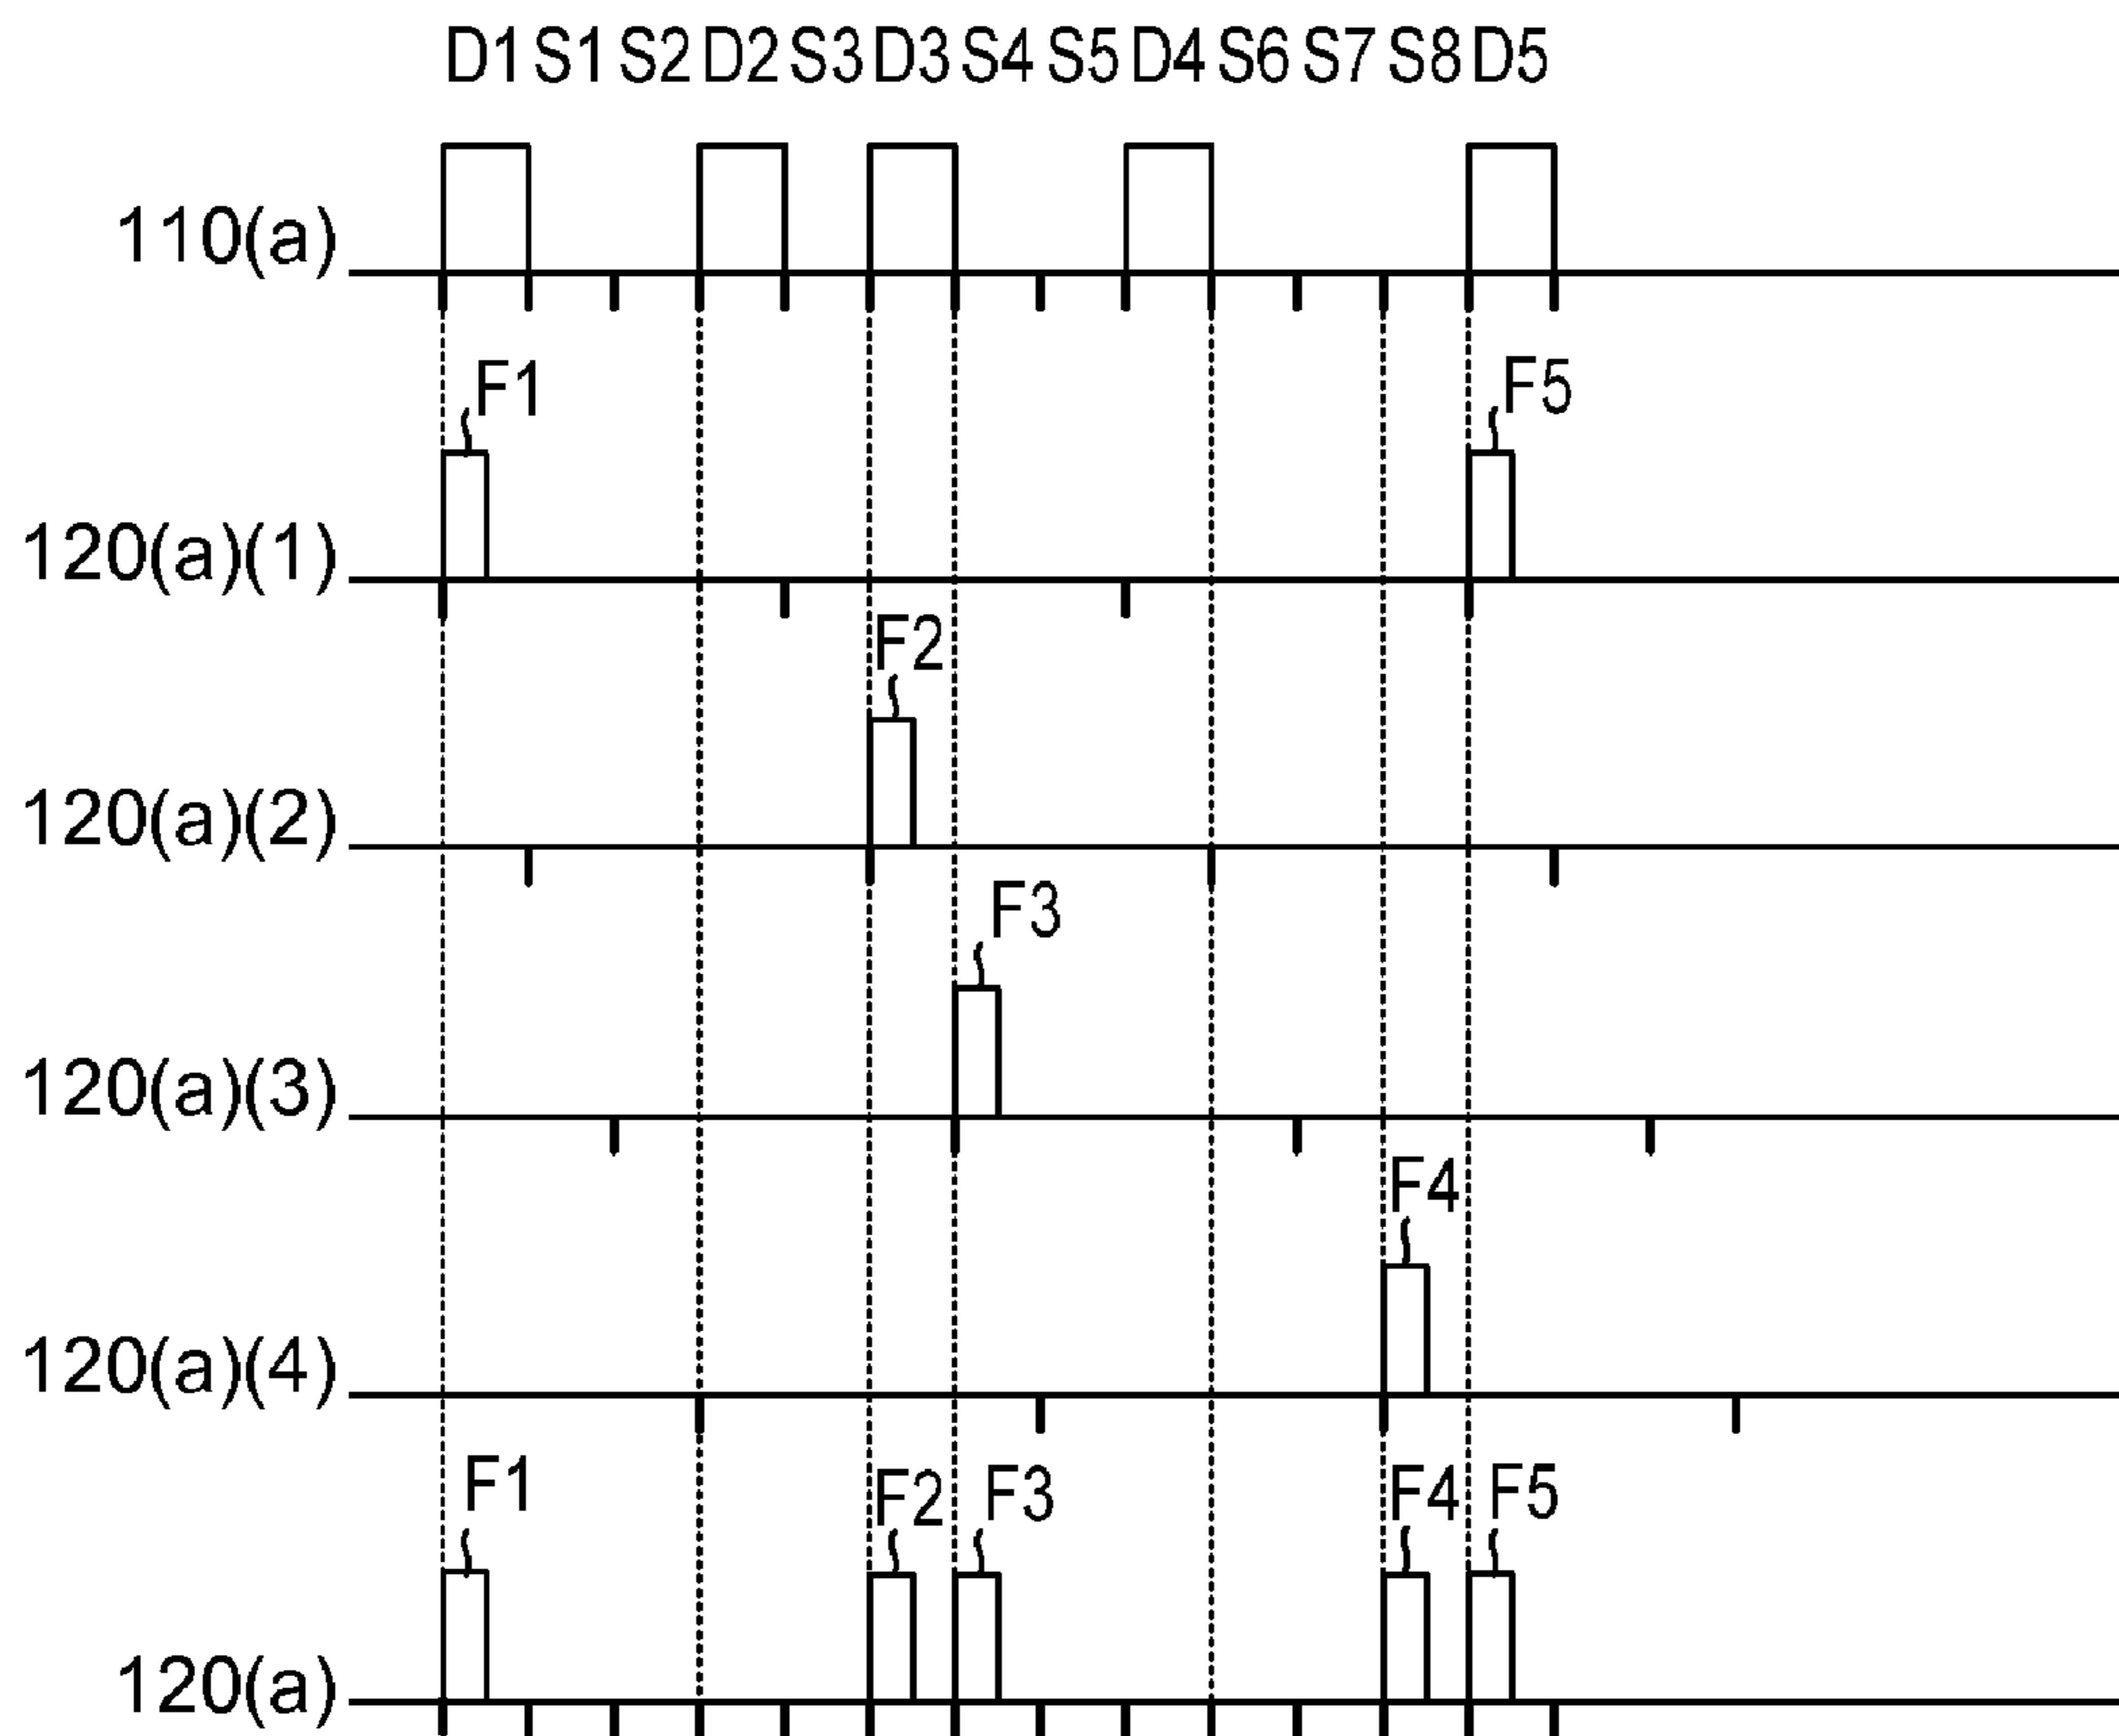 D1 S1 S2 D2 S3 D3 S4 S5 D4 S6 S7 S8 D5
110(a)
F1
F5
120(a)(1)
F2
120(a)(2)
F3
120(a)(3)
F4
120(a)(4)
F1
F2
F3
F4
F5
120(a)